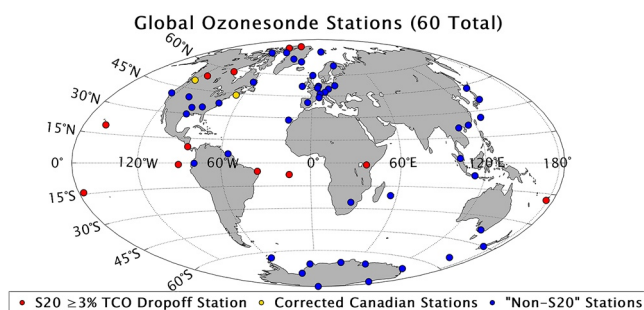 Global Ozonesonde Stations (60 Total)
60°N
45°N
30°N
15°N
0°
120°W
60°W
0°
60°E
120°E
180°
15°S
30°S
45°S
60°S
S20 ≥3% TCO Dropoff Station
Corrected Canadian Stations
"Non-S20" Stations